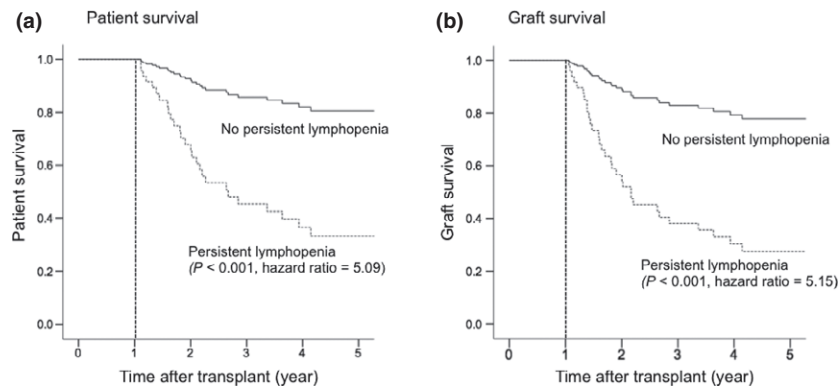 (a) Patient survival
Patient survival
1.0
0.8
0.6
0.4
0.2
0.0
No persistent lymphopenia
Persistent lymphopenia
(P < 0.001, hazard ratio = 5.09)
0 1 2 3 4 5
Time after transplant (year)
(b) Graft survival
Graft survival
1.0
0.8
0.6
0.4
0.2
0.0
No persistent lymphopenia
Persistent lymphopenia
(P < 0.001, hazard ratio = 5.15)
0 1 2 3 4 5
Time after transplant (year)